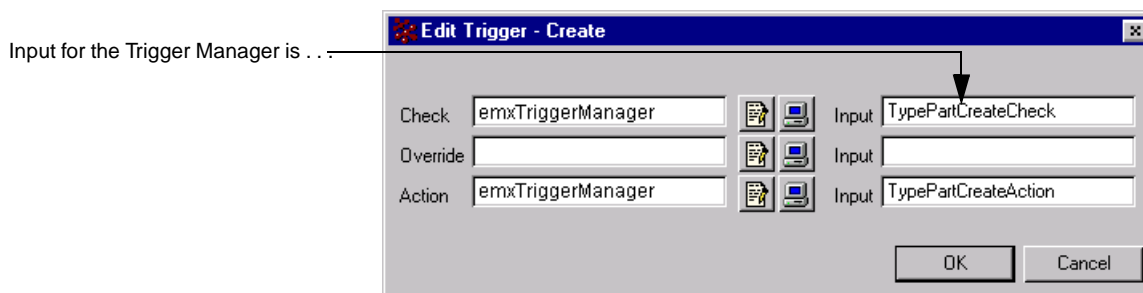 Edit Trigger - Create
Input for the Trigger Manager is . . .
Check emxTriggerManager Input TypePartCreateCheck
Override Input
Action emxTriggerManager Input TypePartCreateAction
OK Cancel